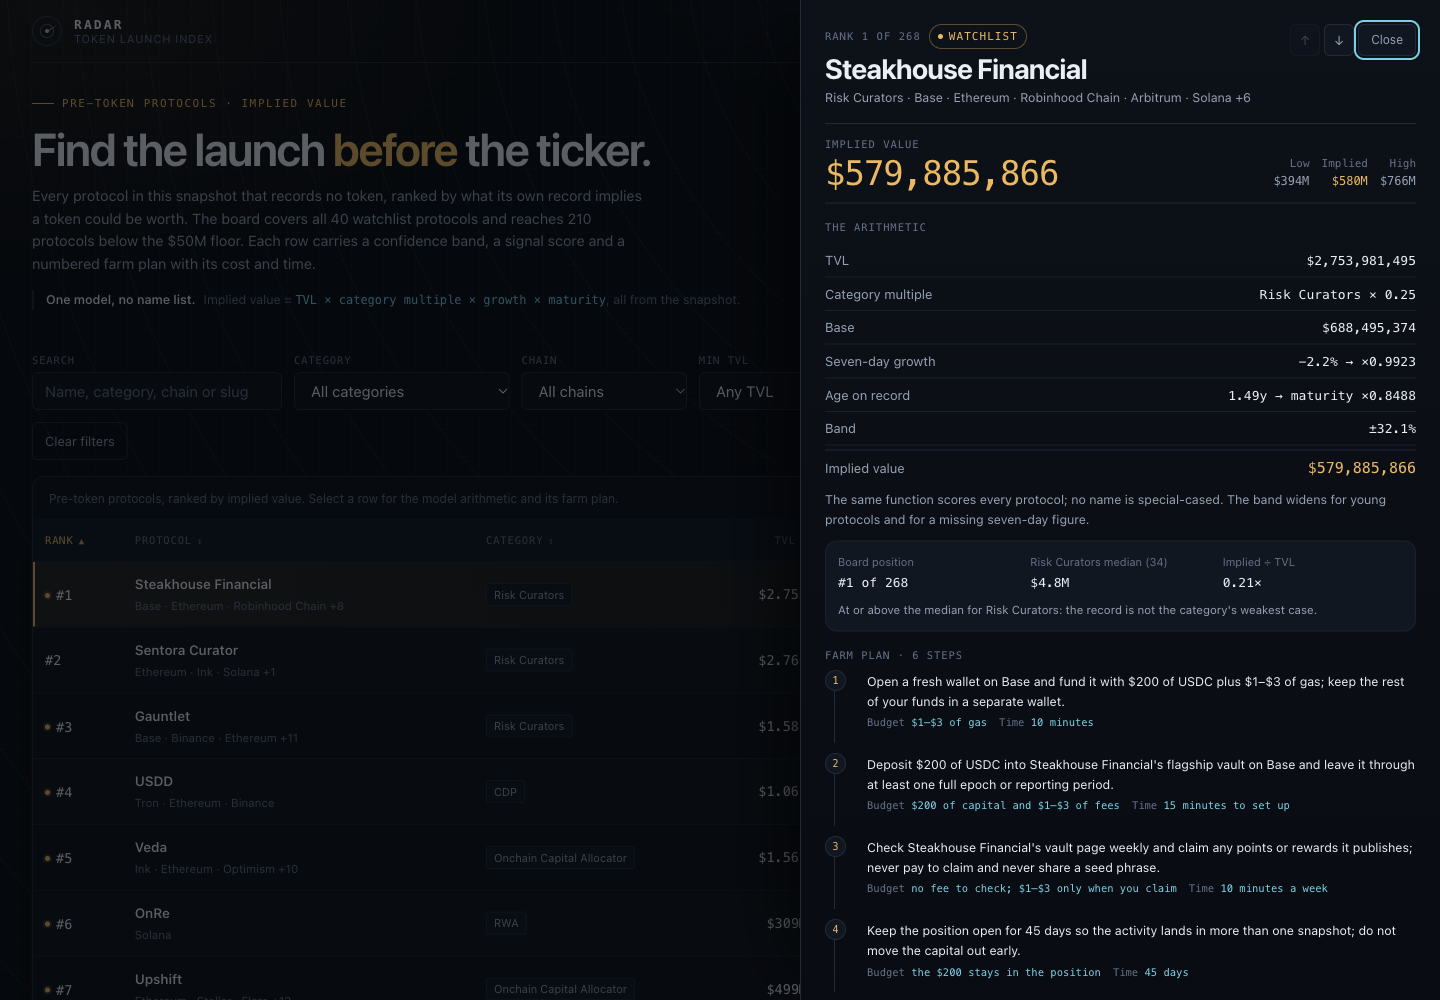 RADAR
TOKEN LAUNCH INDEX
PRE-TOKEN PROTOCOLS · IMPLIED VALUE
Find the launch before the ticker.
Every protocol in this snapshot that records no token, ranked by what its own record implies
a token could be worth. The board covers all 40 watchlist protocols and reaches 210
protocols below the $50M floor. Each row carries a confidence band, a signal score and a
numbered farm plan with its cost and time.
One model, no name list. Implied value = TVL × category multiple × growth × maturity, all from the snapshot.
SEARCH CATEGORY CHAIN MIN TVL
Name, category, chain or slug All categories All chains Any TVL
Clear filters
Pre-token protocols, ranked by implied value. Select a row for the model arithmetic and its farm plan.
RANK ▲ PROTOCOL ↕ CATEGORY ↕ TVL
#1 Steakhouse Financial Risk Curators $2.75
Base · Ethereum · Robinhood Chain +8
#2 Sentora Curator Risk Curators $2.76
Ethereum · Ink · Solana +1
#3 Gauntlet Risk Curators $1.58
Base · Binance · Ethereum +11
#4 USDD CDP $1.06
Tron · Ethereum · Binance
#5 Veda Onchain Capital Allocator $1.56
Ink · Ethereum · Optimism +10
#6 OnRe RWA $309
Solana
#7 Upshift Onchain Capital Allocator $499
RANK 1 OF 268 WATCHLIST ↑ ↓ Close
Steakhouse Financial
Risk Curators · Base · Ethereum · Robinhood Chain · Arbitrum · Solana +6
IMPLIED VALUE
$579,885,866
Low Implied High
$394M $580M $766M
THE ARITHMETIC
TVL $2,753,981,495
Category multiple Risk Curators × 0.25
Base $688,495,374
Seven-day growth −2.2% → ×0.9923
Age on record 1.49y → maturity ×0.8488
Band ±32.1%
Implied value $579,885,866
The same function scores every protocol; no name is special-cased. The band widens for young
protocols and for a missing seven-day figure.
Board position Risk Curators median (34) Implied ÷ TVL
#1 of 268 $4.8M 0.21×
At or above the median for Risk Curators: the record is not the category's weakest case.
FARM PLAN · 6 STEPS
1 Open a fresh wallet on Base and fund it with $200 of USDC plus $1–$3 of gas; keep the rest
of your funds in a separate wallet.
Budget $1–$3 of gas Time 10 minutes
2 Deposit $200 of USDC into Steakhouse Financial's flagship vault on Base and leave it through
at least one full epoch or reporting period.
Budget $200 of capital and $1–$3 of fees Time 15 minutes to set up
3 Check Steakhouse Financial's vault page weekly and claim any points or rewards it publishes;
never pay to claim and never share a seed phrase.
Budget no fee to check; $1–$3 only when you claim Time 10 minutes a week
4 Keep the position open for 45 days so the activity lands in more than one snapshot; do not
move the capital out early.
Budget the $200 stays in the position Time 45 days